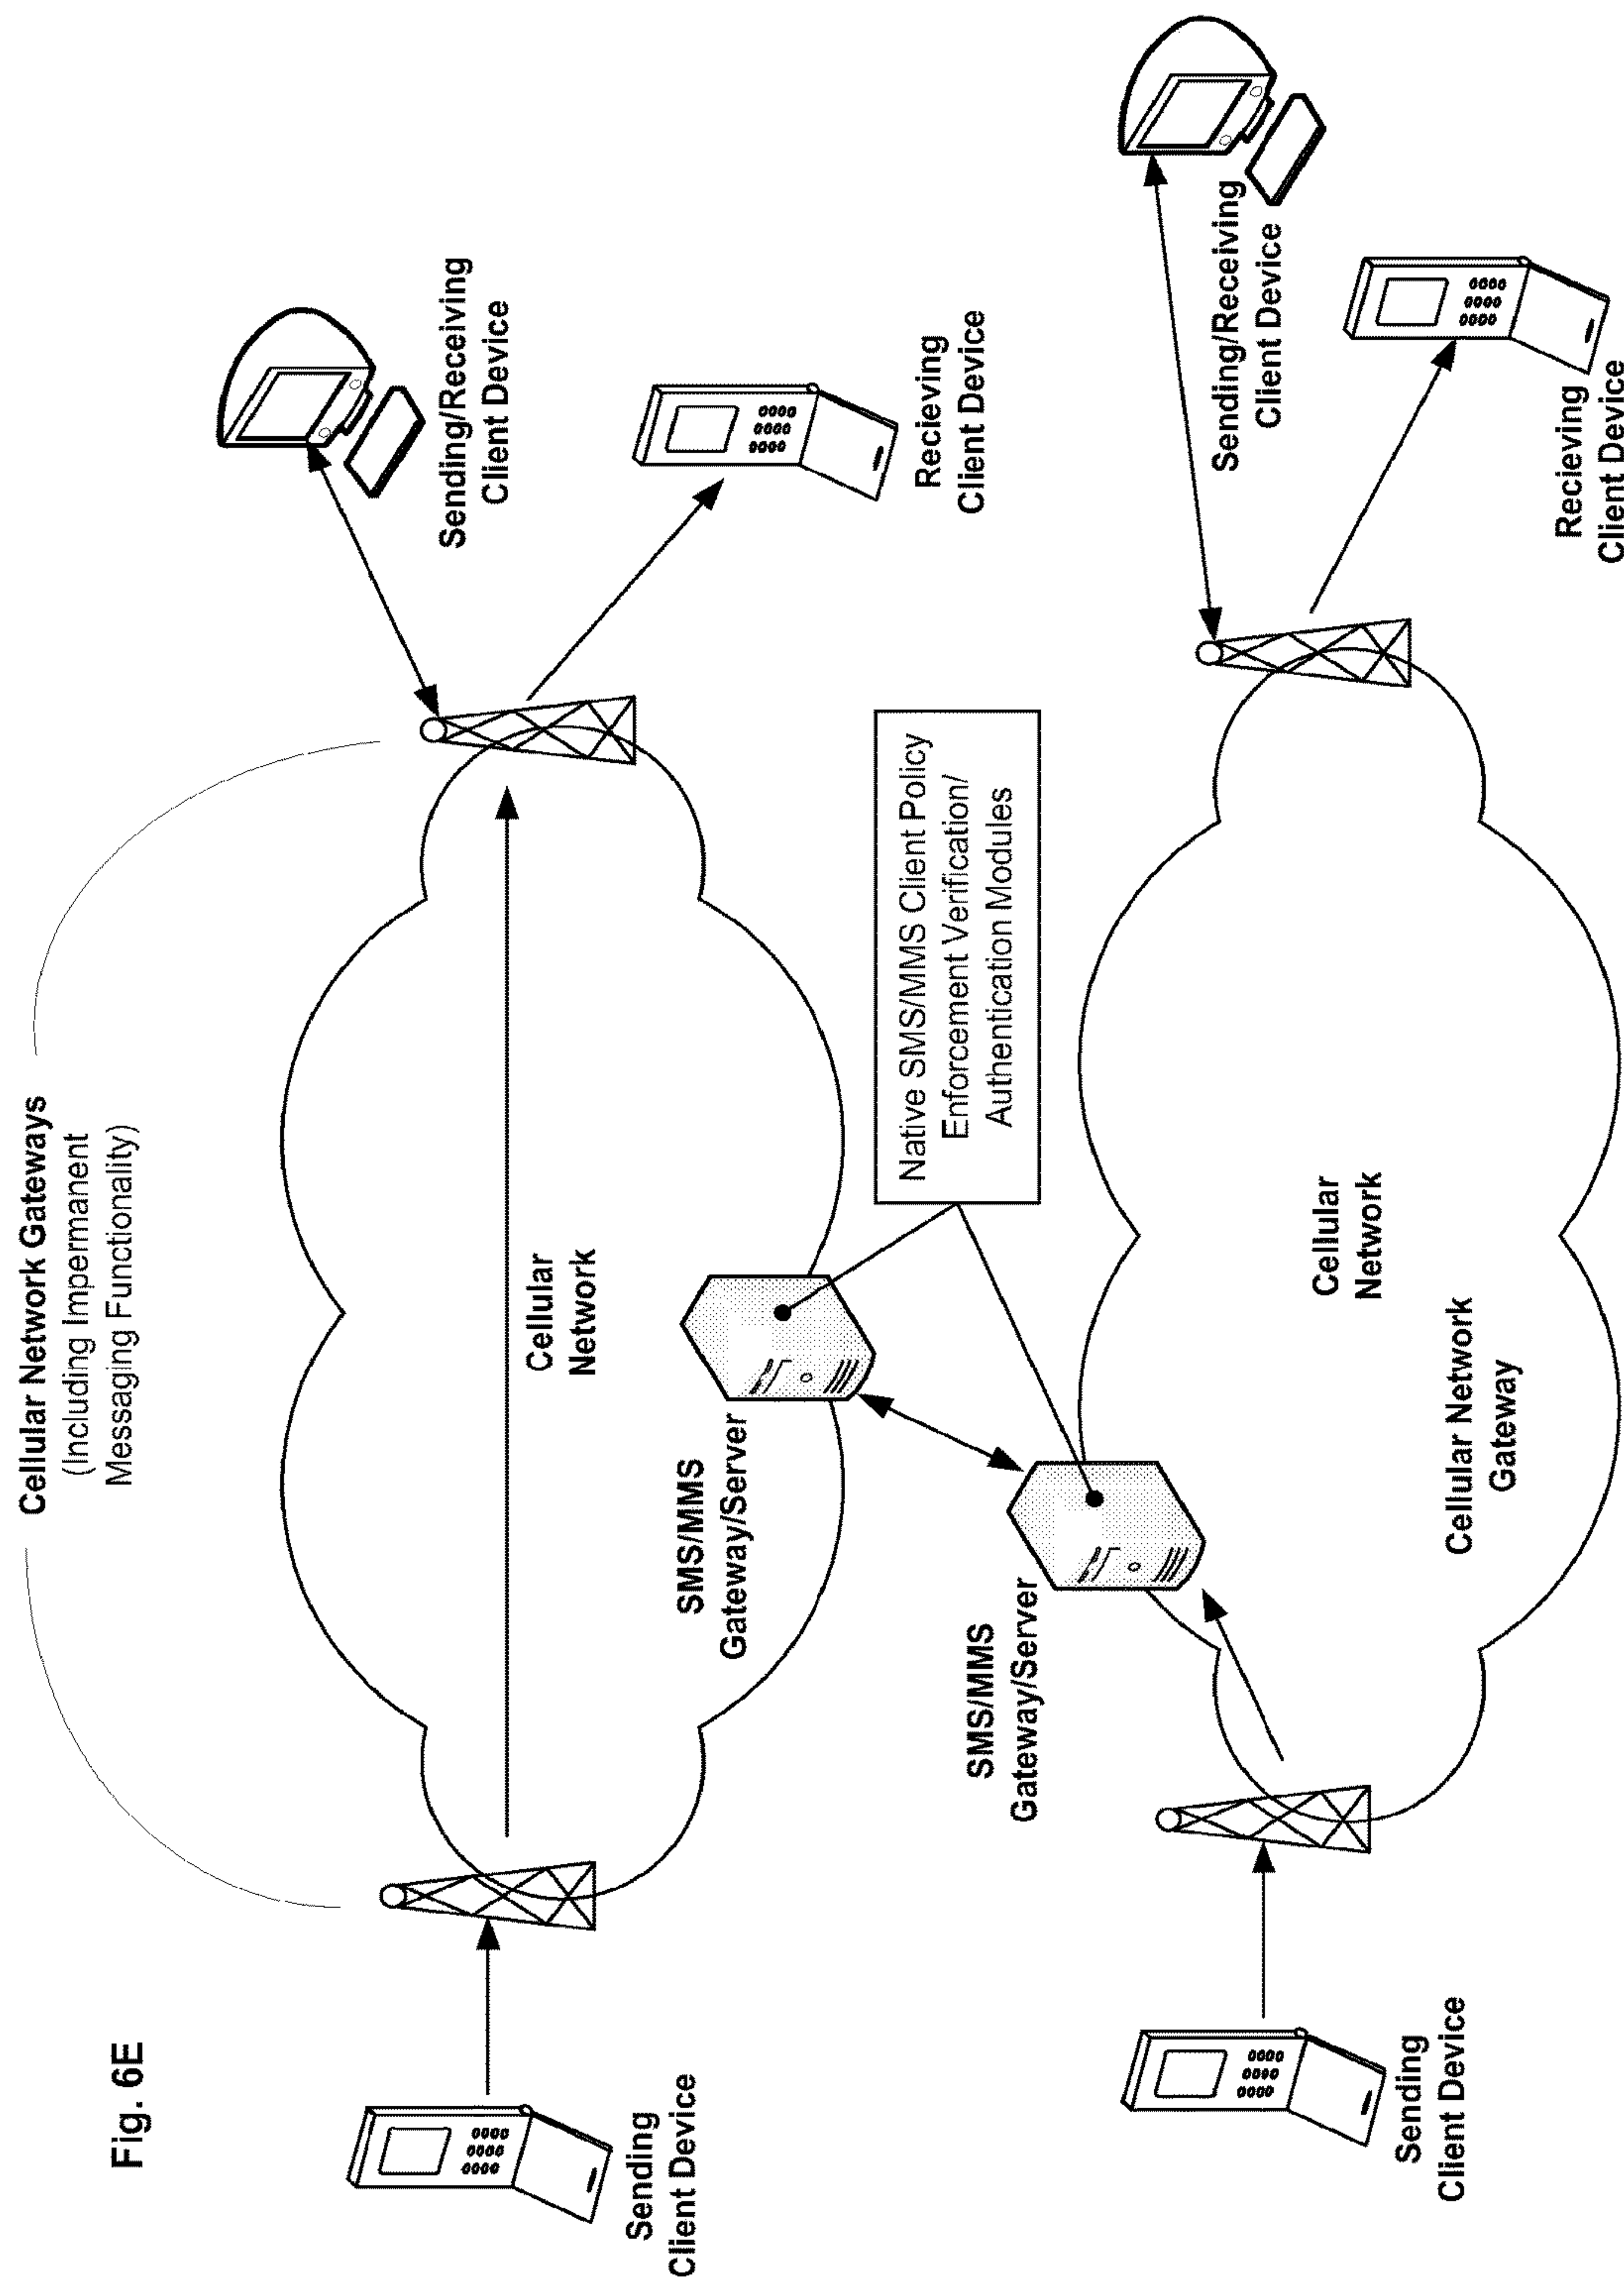 Fig. 6E
Cellular Network Gateways
(Including Impermanent
Messaging Functionality)
Sending/Receiving
Client Device
Sending
Client Device
Cellular
Network
Recieving
Client Device
SMS/MMS
Gateway/Server
Native SMS/MMS Client Policy
Enforcement Verification/
Authentication Modules
SMS/MMS
Gateway/Server
Sending/Receiving
Client Device
Cellular
Network
Cellular Network
Gateway
Sending
Client Device
Recieving
Client Device